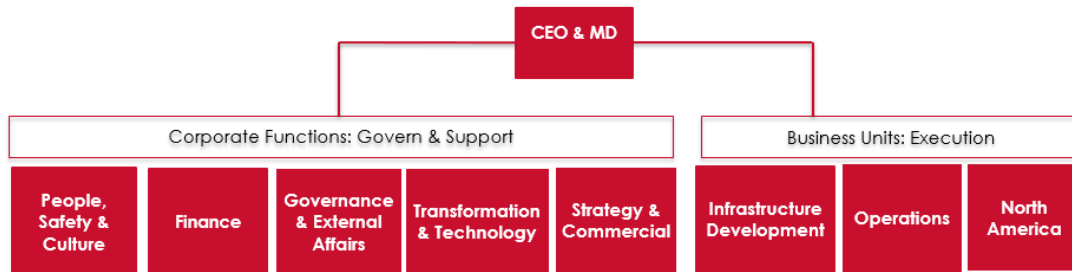 CEO & MD
Corporate Functions: Govern & Support
Business Units: Execution
People,
Safety &
Culture
Finance
Governance
& External
Affairs
Transformation
& Technology
Strategy &
Commercial
Infrastructure
Development
Operations
North
America